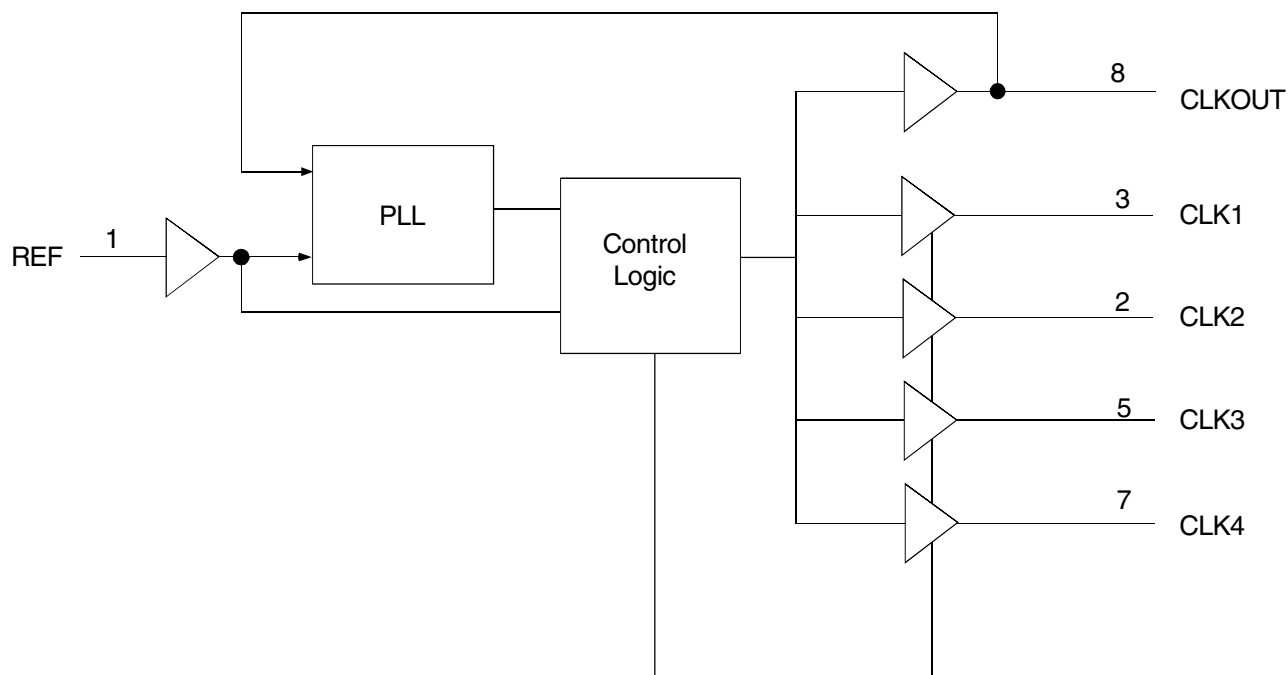 8
CLKOUT
PLL
3
CLK1
REF
1
Control
Logic
2
CLK2
5
CLK3
7
CLK4